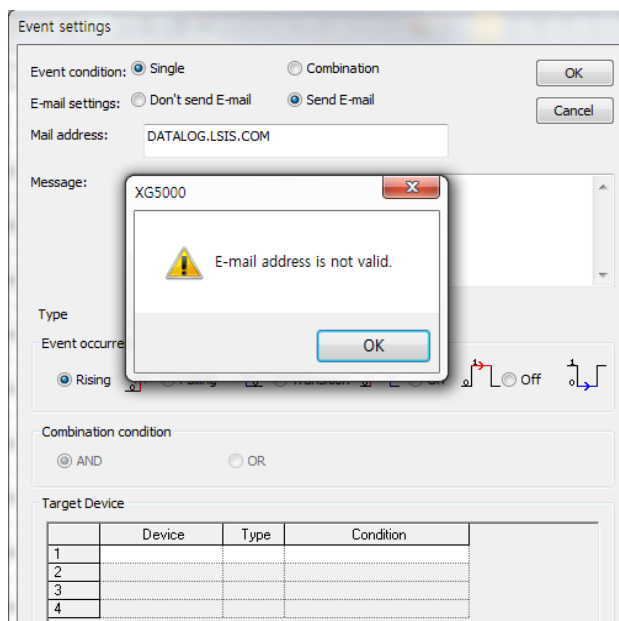 Event settings
Event condition: Single Combination OK
E-mail settings: Don't send E-mail Send E-mail Cancel
Mail address: DATALOG.LSIS.COM
Message:
XG5000
E-mail address is not valid.
OK
Type
Event occurre
Rising Off
Combination condition
AND OR
Target Device
Device Type Condition
1
2
3
4